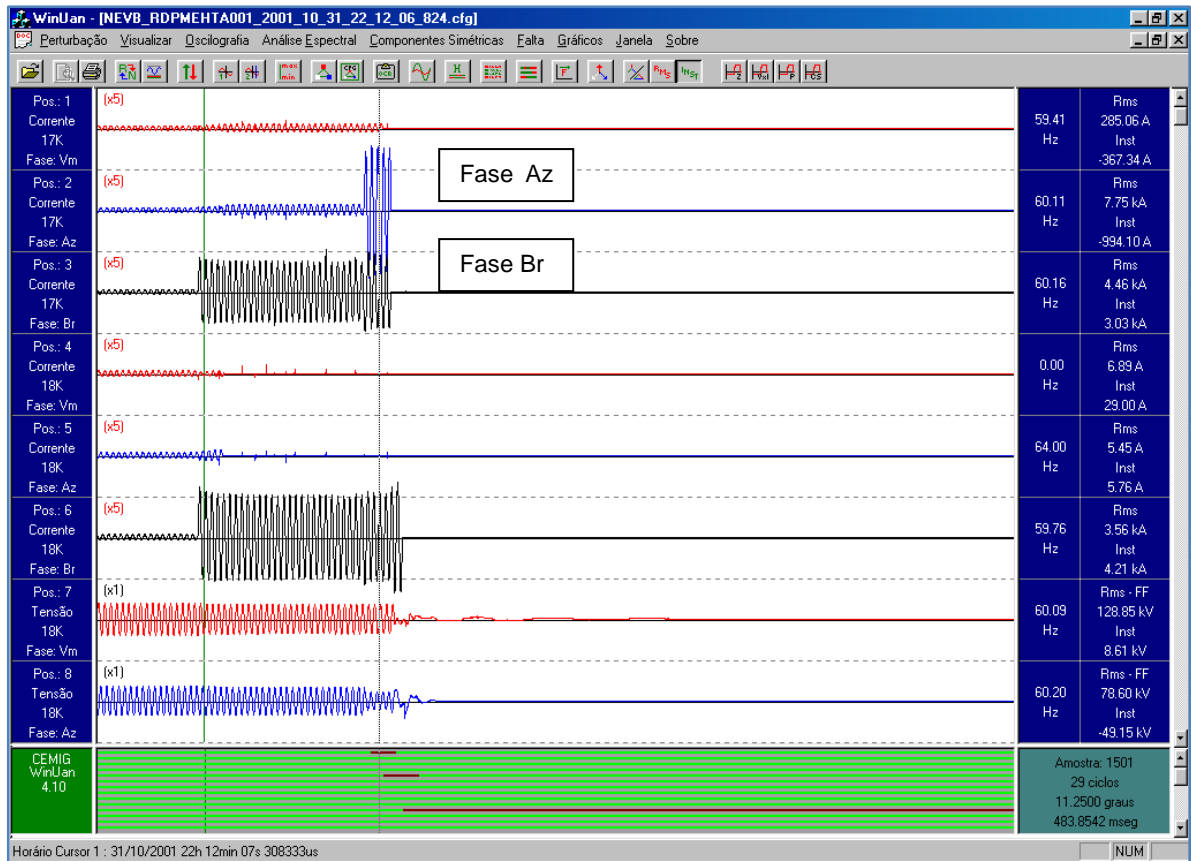 WinUan - [NEVB_RDPMEHTA001_2001_10_31_22_12_06_824.cfg]
Perturbação Visualizar Oscilografia Análise Espectral Componentes Simétricas Falta Gráficos Janela Sobre
Pos.: 1
Corrente
17K
Fase: Vm
(x5)
59.41
Hz
Rms
285.06 A
Inst
-367.34 A
Pos.: 2
Corrente
17K
Fase: Az
(x5)
Fase Az
60.11
Hz
Rms
7.75 kA
Inst
-994.10 A
Pos.: 3
Corrente
17K
Fase: Br
(x5)
Fase Br
60.16
Hz
Rms
4.46 kA
Inst
3.03 kA
Pos.: 4
Corrente
18K
Fase: Vm
(x5)
0.00
Hz
Rms
6.89 A
Inst
29.00 A
Pos.: 5
Corrente
18K
Fase: Az
(x5)
64.00
Hz
Rms
5.45 A
Inst
5.76 A
Pos.: 6
Corrente
18K
Fase: Br
(x5)
59.76
Hz
Rms
3.56 kA
Inst
4.21 kA
Pos.: 7
Tensão
18K
Fase: Vm
(x1)
60.09
Hz
Rms - FF
128.85 kV
Inst
8.61 kV
Pos.: 8
Tensão
18K
Fase: Az
(x1)
60.20
Hz
Rms - FF
78.60 kV
Inst
-49.15 kV
CEMIG
WinUan
4.10
Amostra: 1501
29 ciclos
11.2500 graus
483.8542 mseg
Horário Cursor 1 : 31/10/2001 22h 12min 07s 308333us
NUM